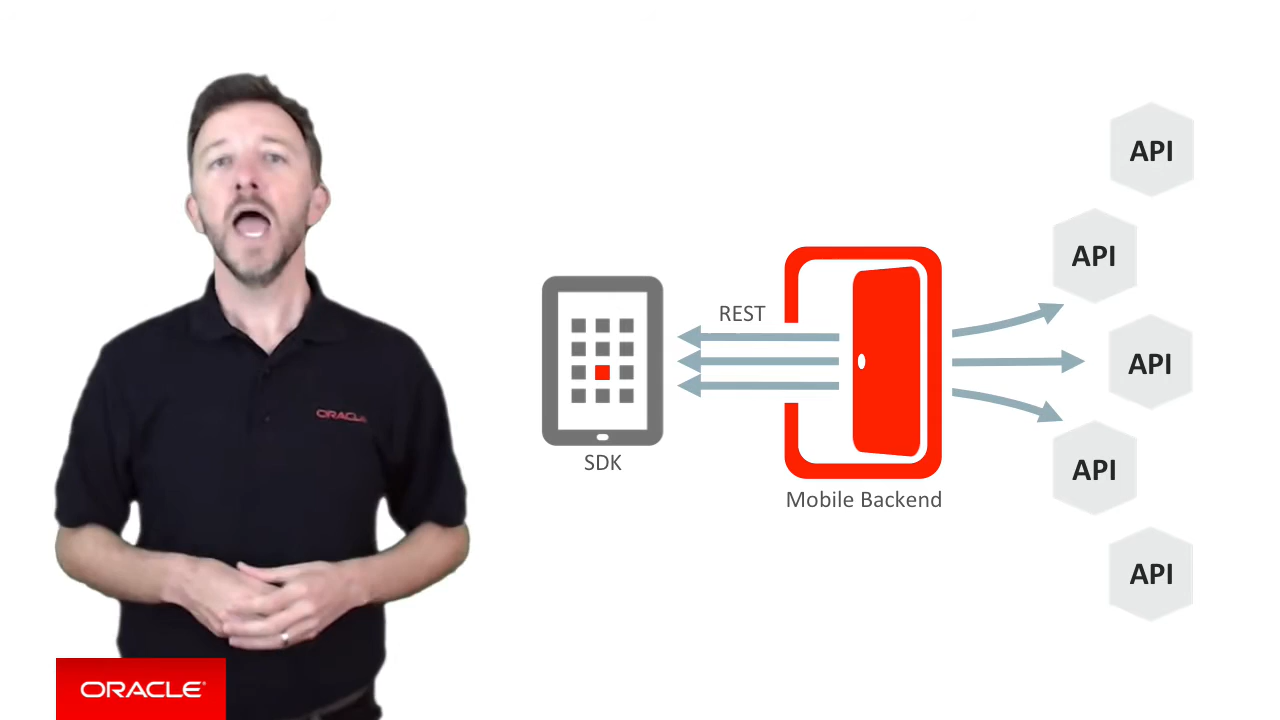 API
API
REST
API
ORACLE
SDK
API
Mobile Backend
API
ORACLE